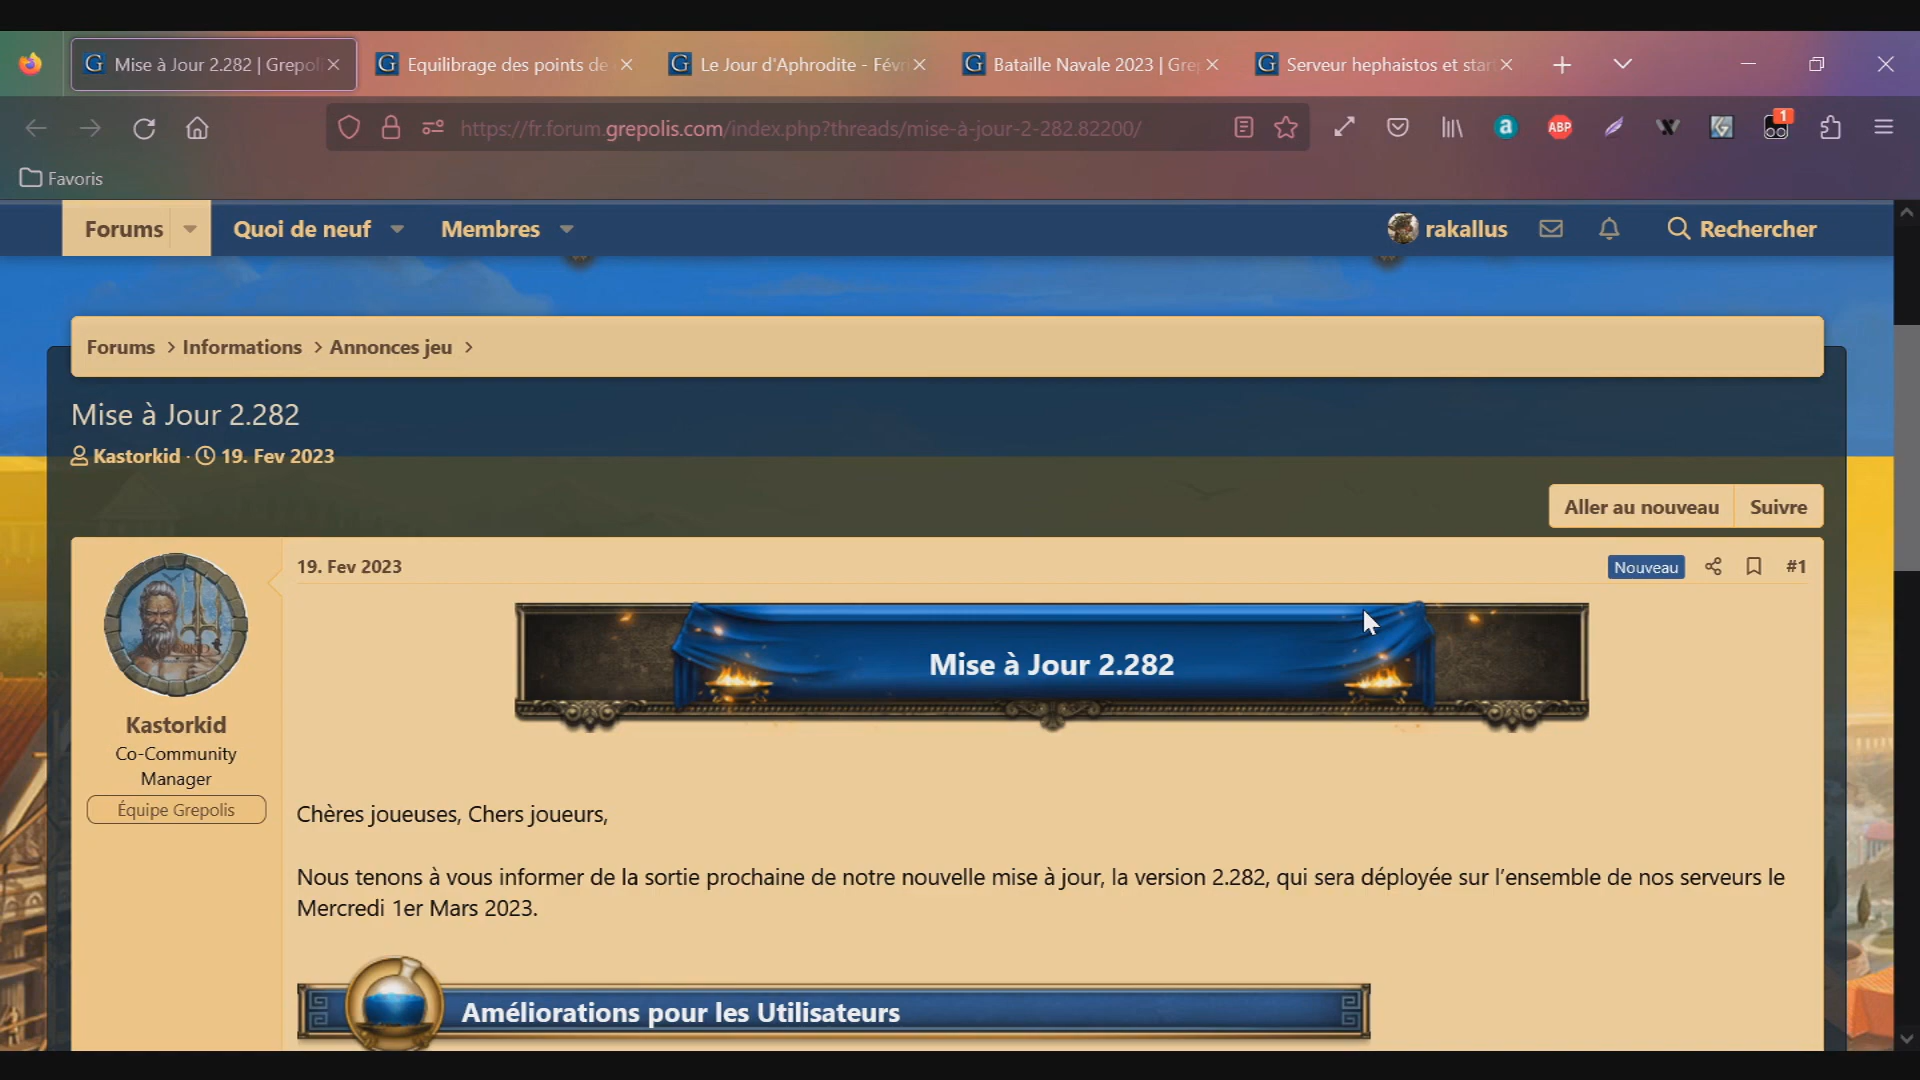 Mise à Jour 2.282 | Grepol
Equilibrage des points de
Le Jour d'Aphrodite - Févri
Bataille Navale 2023 | Gre
Serveur hephaistos et star
https://fr.forum.grepolis.com/index.php?threads/mise-à-jour-2-282.82200/
ABP
1
Favoris
Forums
Quoi de neuf
Membres
rakallus
Rechercher
Forums > Informations > Annonces jeu >
Mise à Jour 2.282
Kastorkid · 19. Fev 2023
Aller au nouveau
Suivre
19. Fev 2023
Nouveau
#1
Mise à Jour 2.282
Kastorkid
Co-Community
Manager
Équipe Grepolis
Chères joueuses, Chers joueurs,
Nous tenons à vous informer de la sortie prochaine de notre nouvelle mise à jour, la version 2.282, qui sera déployée sur l'ensemble de nos serveurs le
Mercredi 1er Mars 2023.
Améliorations pour les Utilisateurs